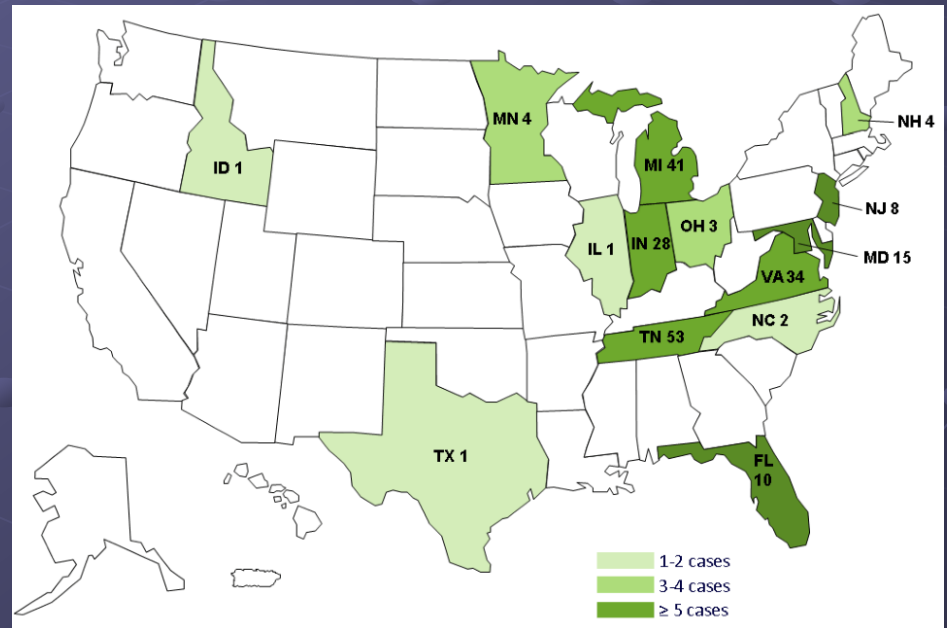 MN 4
NH 4
ID 1
MI 41
NJ 8
OH 3
IL 1
IN 28
MD 15
VA 34
NC 2
TN 53
TX 1
FL
10
1-2 cases
3-4 cases
≥ 5 cases